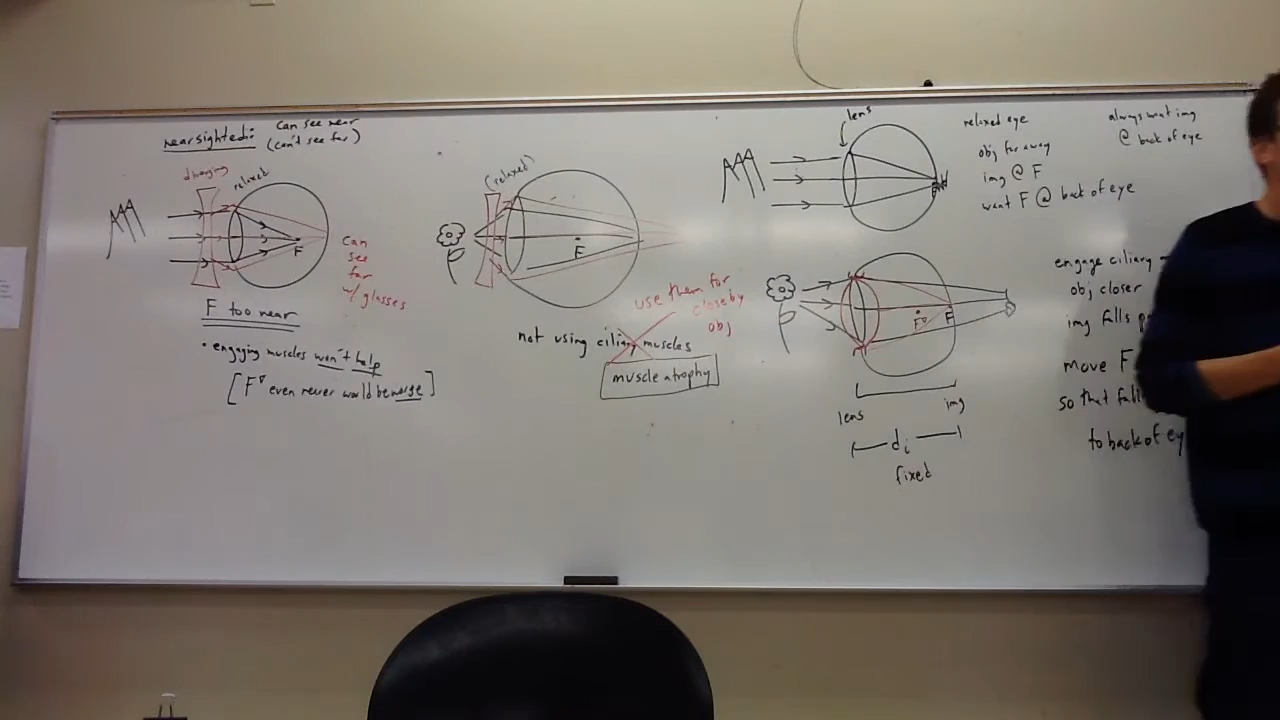 nearsighted: can see near
(can't see far)
diverging
relaxed
F
can
see
far
w/ glasses
F too near
• engaging muscles won't help
[F even nearer would be worse]
(relaxed)
F
use them for
closeby
obj
not using ciliary muscles
muscle atrophy
lens
relaxed eye
obj far away
img @ F
want F @ back of eye
always want img
@ back of eye
F
F
lens
img
di
fixed
engage ciliary
obj closer
img falls
move F
so that
to back of